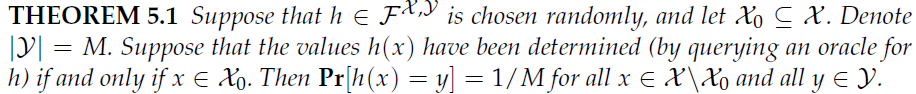 THEOREM 5.1 Suppose that h ∈ 𝓕^{𝒳,𝒴} is chosen randomly, and let 𝒳₀ ⊆ 𝒳. Denote
|𝒴| = M. Suppose that the values h(x) have been determined (by querying an oracle for
h) if and only if x ∈ 𝒳₀. Then Pr[h(x) = y] = 1/M for all x ∈ 𝒳\𝒳₀ and all y ∈ 𝒴.